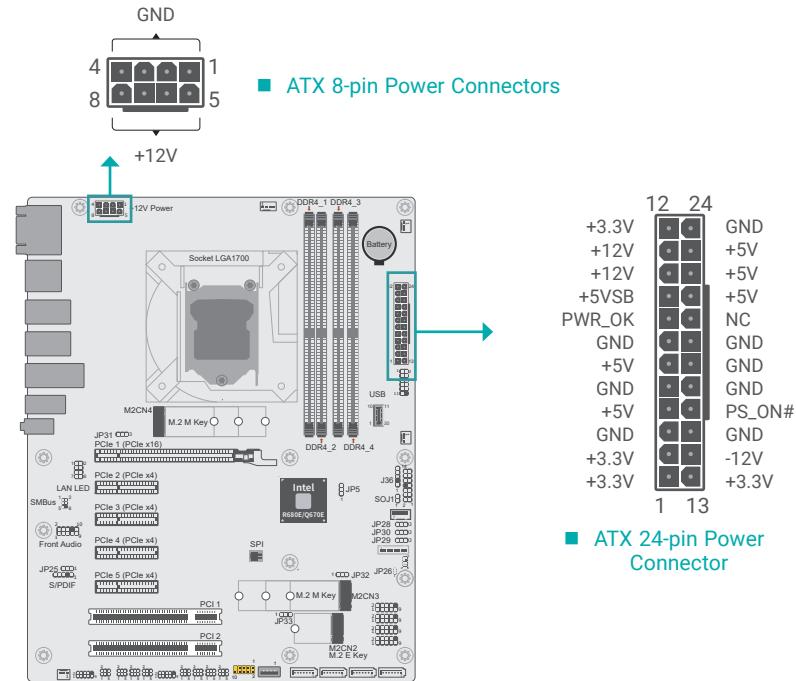 GND
4 1
8 5
+12V
■ ATX 8-pin Power Connectors
+12V Power
DDR4_1 DDR4_3
Battery
Socket LGA1700
USB
M2CN4
M.2 M Key
DDR4_2 DDR4_4
JP31
PCIe 1 (PCIe x16)
PCIe 2 (PCIe x4)
LAN LED
SMBus
PCIe 3 (PCIe x4)
Intel
R680E/Q670E
JP5
J36
SOJ1
Front Audio
PCIe 4 (PCIe x4)
SPI
JP28
JP30
JP29
JP25
S/PDIF
PCIe 5 (PCIe x4)
JP32
JP26
M.2 M Key
M2CN3
PCI 1
JP33
PCI 2
M2CN2
M.2 E Key
12 24
+3.3V GND
+12V +5V
+12V +5V
+5VSB +5V
PWR_OK NC
GND GND
+5V GND
GND GND
+5V PS_ON#
GND GND
+3.3V -12V
+3.3V +3.3V
1 13
■ ATX 24-pin Power
Connector